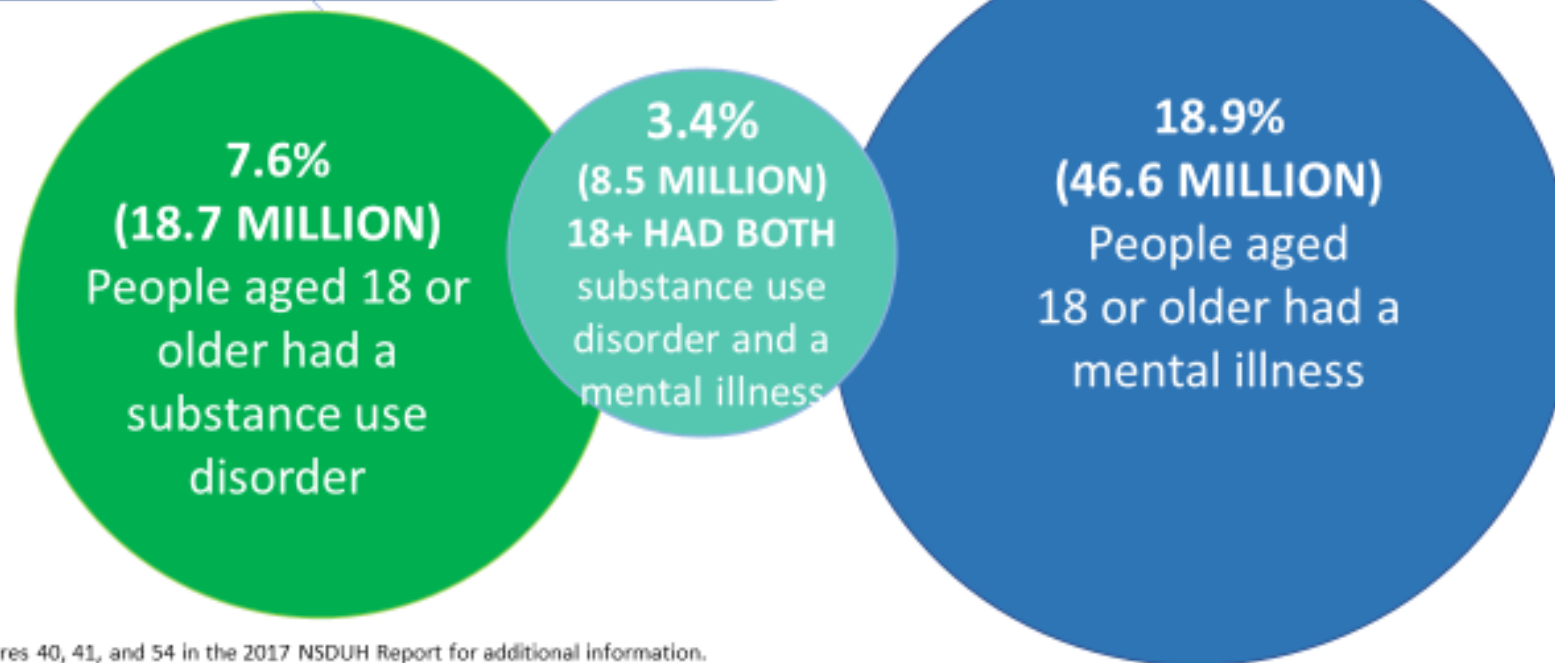 7.6%
(18.7 MILLION)
People aged 18 or
older had a
substance use
disorder
3.4%
(8.5 MILLION)
18+ HAD BOTH
substance use
disorder and a
mental illness
18.9%
(46.6 MILLION)
People aged
18 or older had a
mental illness
40, 41, and 54 in the 2017 NSDUH Report for additional information.